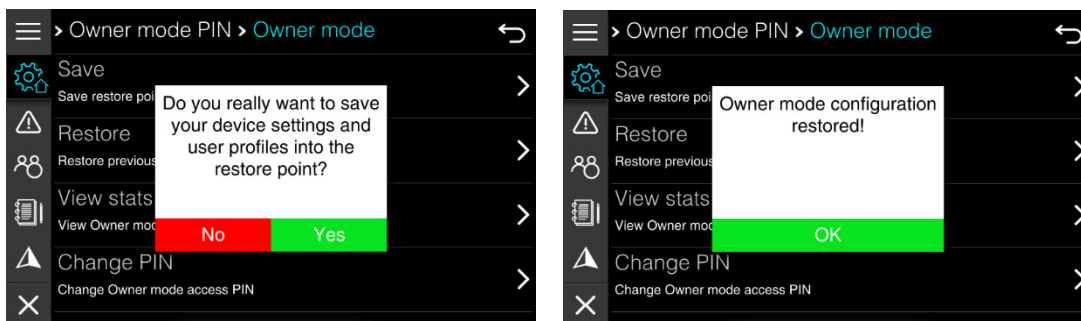 > Owner mode PIN > Owner mode
Save
Save restore poi
Do you really want to save
your device settings and
user profiles into the
restore point?
Restore
Restore previous
View stats
View Owner mod
No Yes
Change PIN
Change Owner mode access PIN
> Owner mode PIN > Owner mode
Save
Save restore poi
Owner mode configuration
restored!
Restore
Restore previous
View stats
View Owner mod
OK
Change PIN
Change Owner mode access PIN